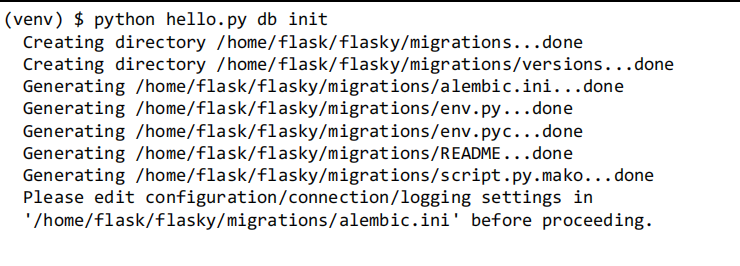 (venv) $ python hello.py db init
Creating directory /home/flask/flasky/migrations...done
Creating directory /home/flask/flasky/migrations/versions...done
Generating /home/flask/flasky/migrations/alembic.ini...done
Generating /home/flask/flasky/migrations/env.py...done
Generating /home/flask/flasky/migrations/env.pyc...done
Generating /home/flask/flasky/migrations/README...done
Generating /home/flask/flasky/migrations/script.py.mako...done
Please edit configuration/connection/logging settings in
'/home/flask/flasky/migrations/alembic.ini' before proceeding.